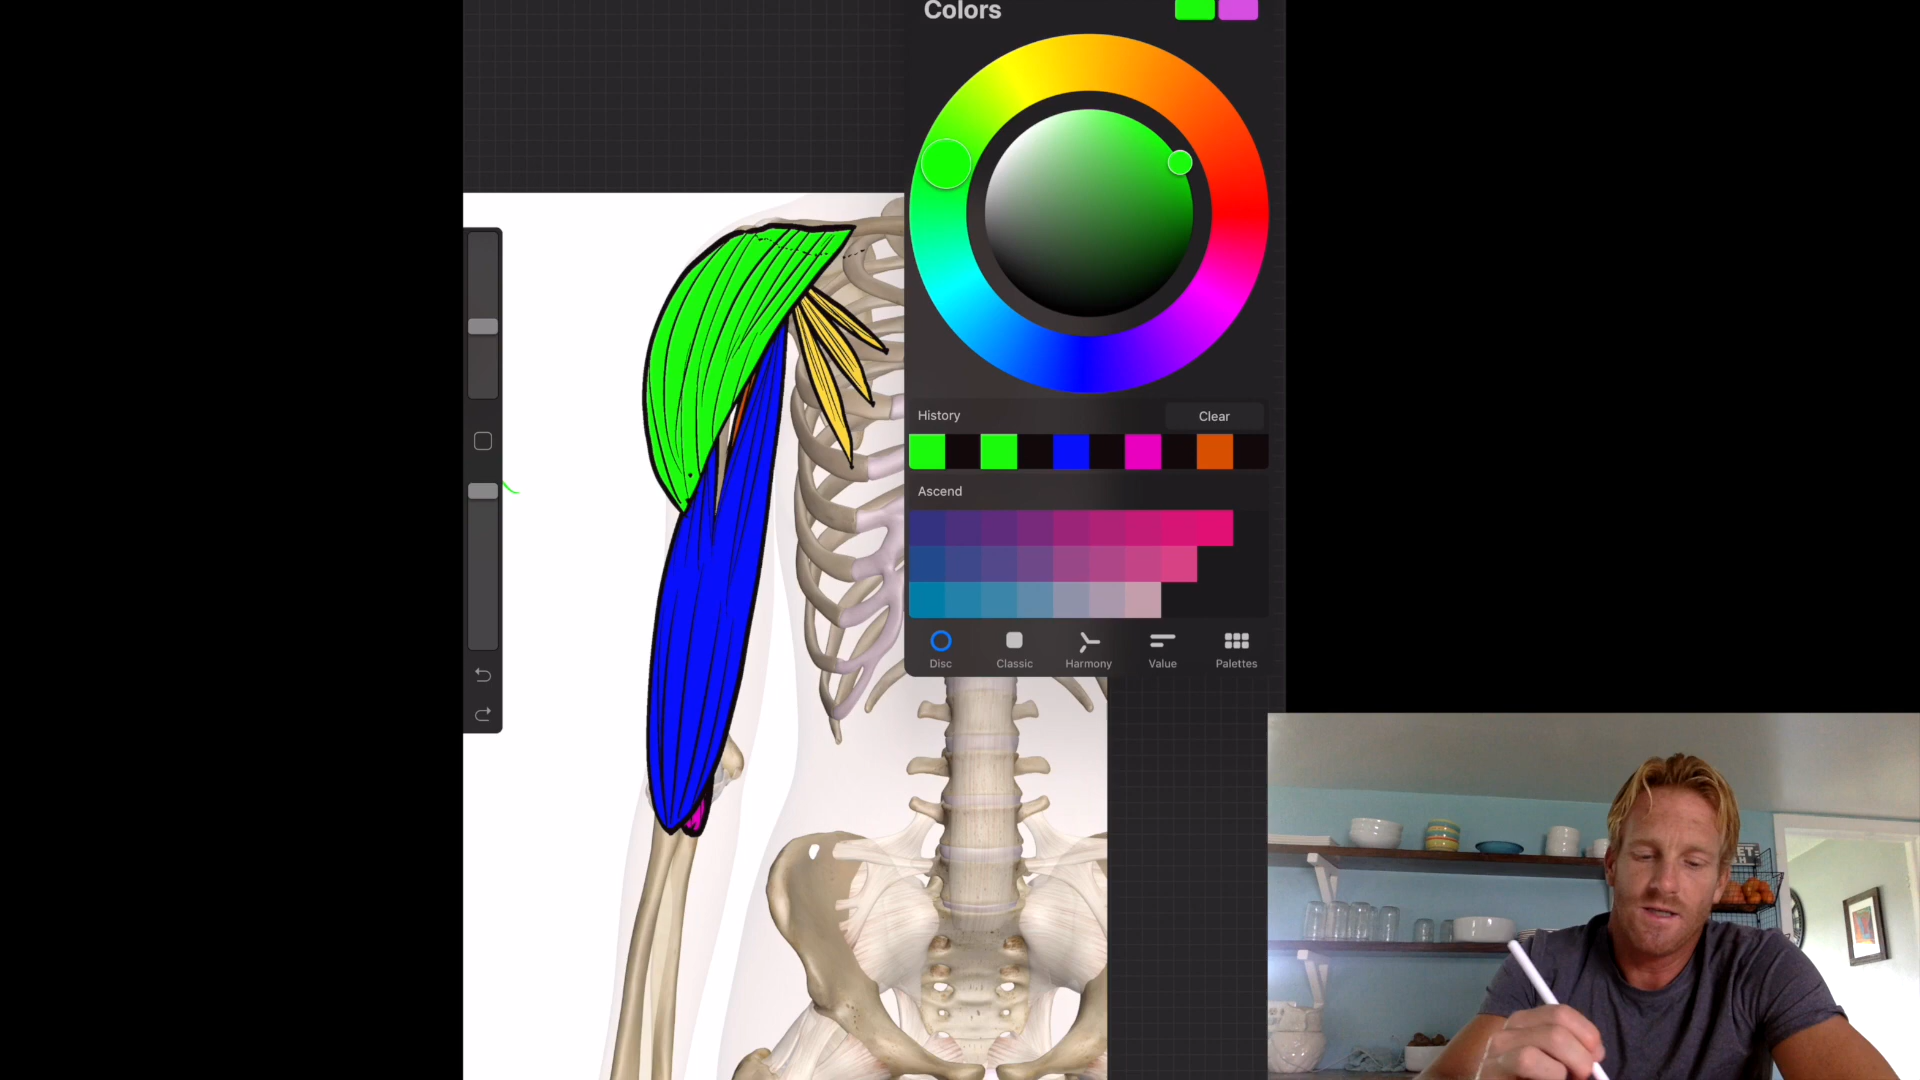 Colors
History
Clear
Ascend
Disc
Classic
Harmony
Value
Palettes